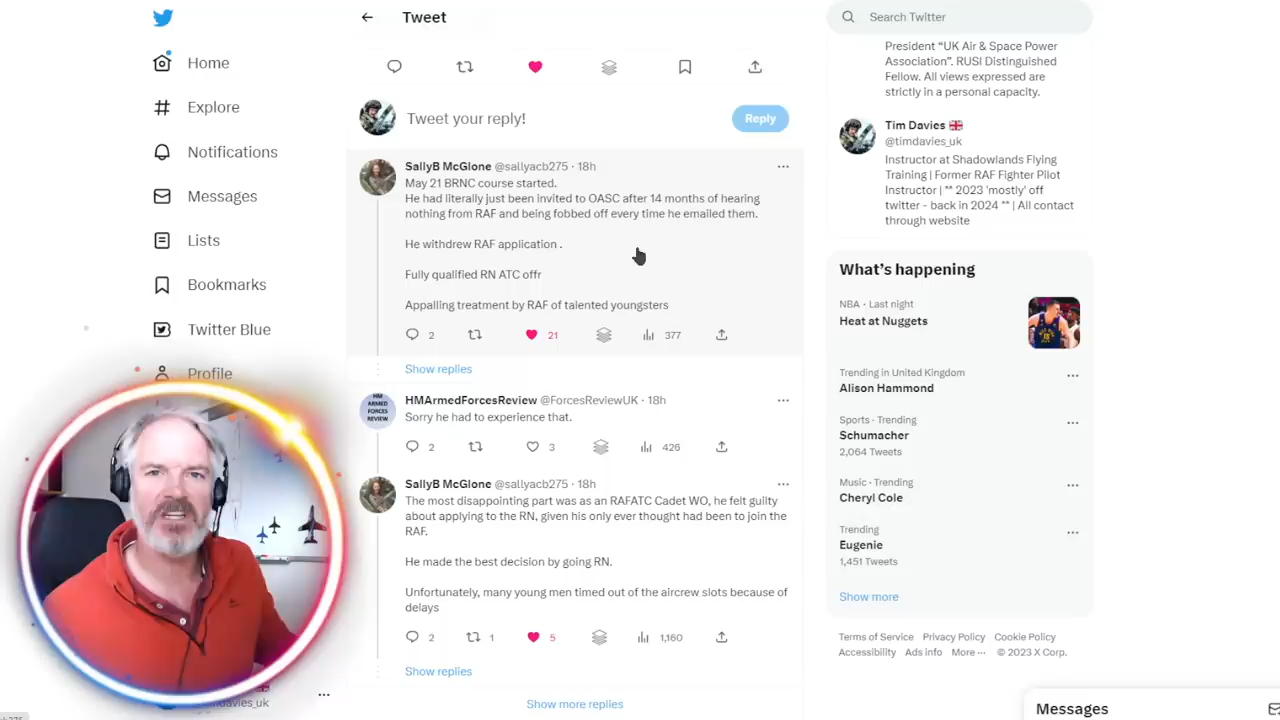 Home
Explore
Notifications
Messages
Lists
Bookmarks
Twitter Blue
Profile
Tweet
Tweet your reply!
Reply
SallyB McGlone @sallyacb275 · 18h
May 21 BRNC course started.
He had literally just been invited to OASC after 14 months of hearing
nothing from RAF and being fobbed off every time he emailed them.
He withdrew RAF application .
Fully qualified RN ATC offr
Appalling treatment by RAF of talented youngsters
2 21 377
Show replies
HM ARMED FORCES REVIEW
HMArmedForcesReview @ForcesReviewUK · 18h
Sorry he had to experience that.
2 3 426
SallyB McGlone @sallyacb275 · 18h
The most disappointing part was as an RAFATC Cadet WO, he felt guilty
about applying to the RN, given his only ever thought had been to join the
RAF.
He made the best decision by going RN.
Unfortunately, many young men timed out of the aircrew slots because of
delays
2 1 5 1,160
Show replies
Show more replies
Search Twitter
President “UK Air & Space Power
Association”. RUSI Distinguished
Fellow. All views expressed are
strictly in a personal capacity.
Tim Davies
@timdavies_uk
Instructor at Shadowlands Flying
Training | Former RAF Fighter Pilot
Instructor | ** 2023 'mostly' off
twitter - back in 2024 ** | All contact
through website
What’s happening
NBA · Last night
Heat at Nuggets
Trending in United Kingdom
Alison Hammond
Sports · Trending
Schumacher
2,064 Tweets
Music · Trending
Cheryl Cole
Trending
Eugenie
1,451 Tweets
Show more
Terms of Service Privacy Policy Cookie Policy
Accessibility Ads info More ··· © 2023 X Corp.
Messages